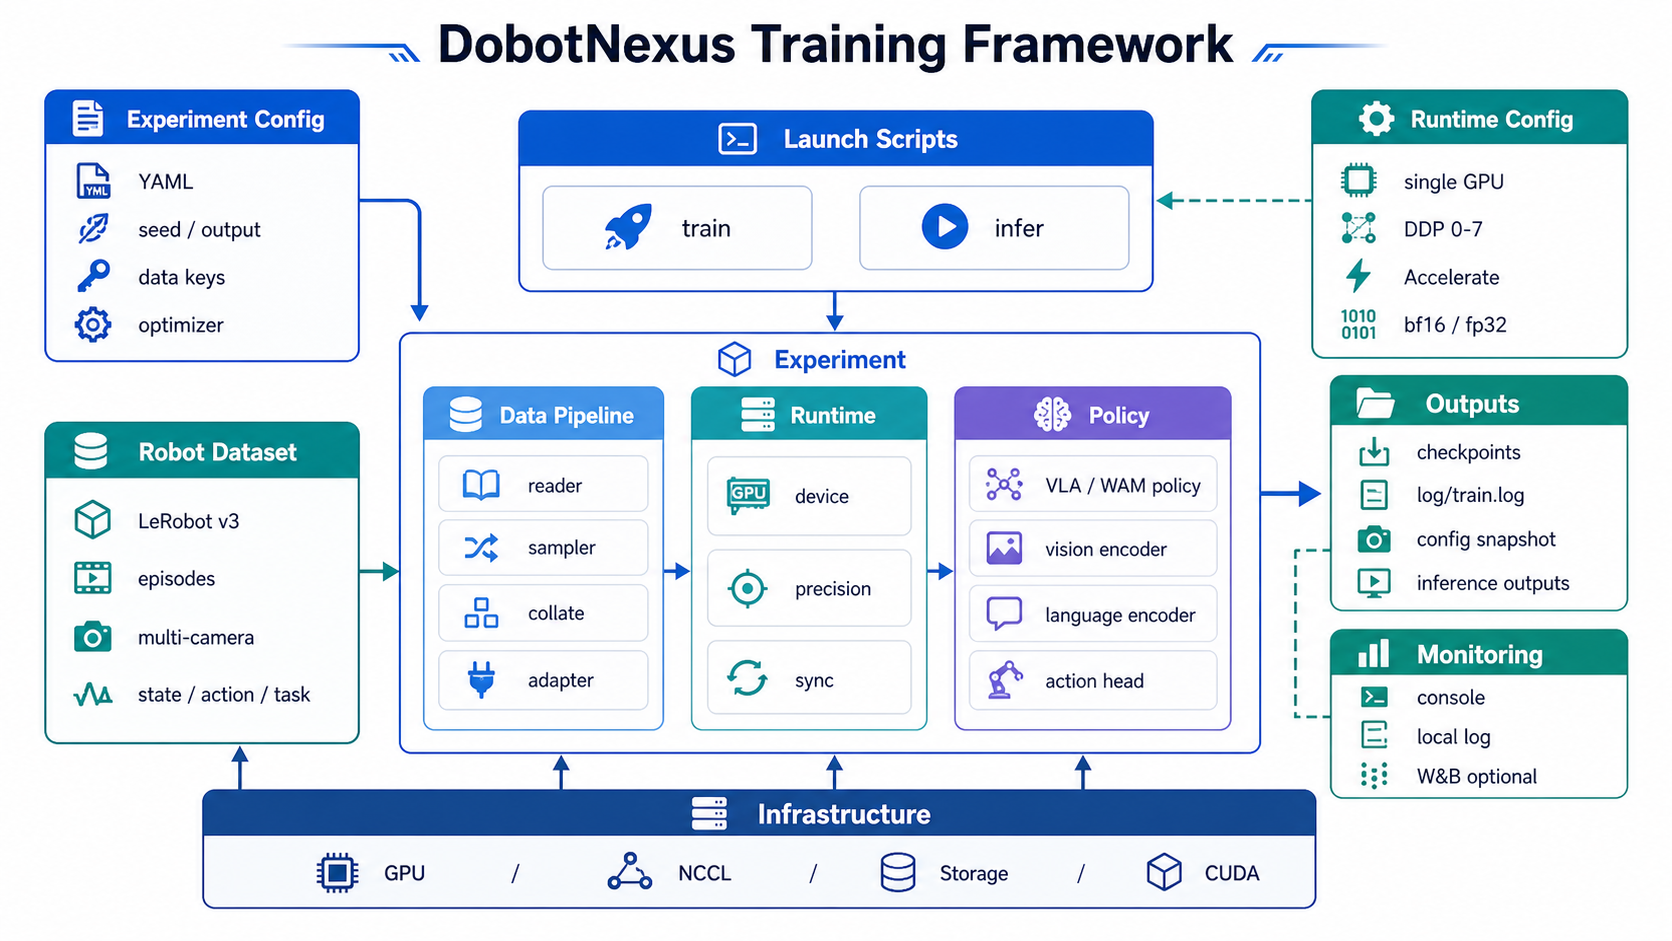 DobotNexus Training Framework
Experiment Config
YML
YAML
seed / output
data keys
optimizer
Launch Scripts
train
infer
Runtime Config
single GPU
DDP 0-7
Accelerate
1010
0101
bf16 / fp32
Robot Dataset
LeRobot v3
episodes
multi-camera
state / action / task
Experiment
Data Pipeline
reader
sampler
collate
adapter
Runtime
GPU
device
precision
sync
Policy
VLA / WAM policy
vision encoder
language encoder
action head
Outputs
checkpoints
log/train.log
config snapshot
inference outputs
Monitoring
console
local log
W&B optional
Infrastructure
GPU / NCCL / Storage / CUDA